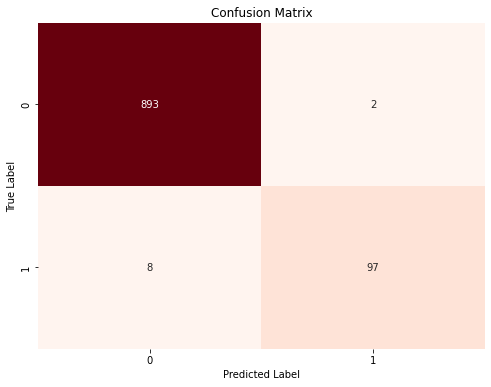 Confusion Matrix
True Label
0
893
2
1
8
97
0
1
Predicted Label